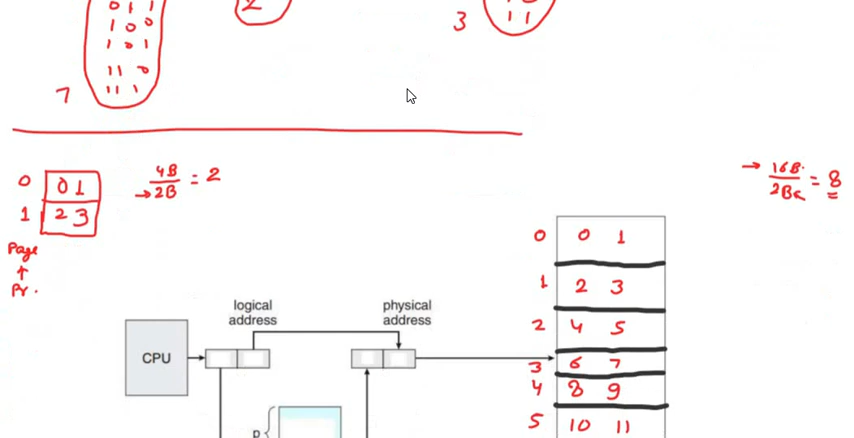 0 1 1
1 0 0
1 0 1
1 1 0
7 1 1 1
2
3 1 1
0 0 1
1 2 3
Page
↑
Pr.
4B
→ 2B = 2
→ 16B.
2B = 8
0 0 1
1 2 3
2 4 5
3 6 7
4 8 9
5 10 11
logical
address
physical
address
CPU
p